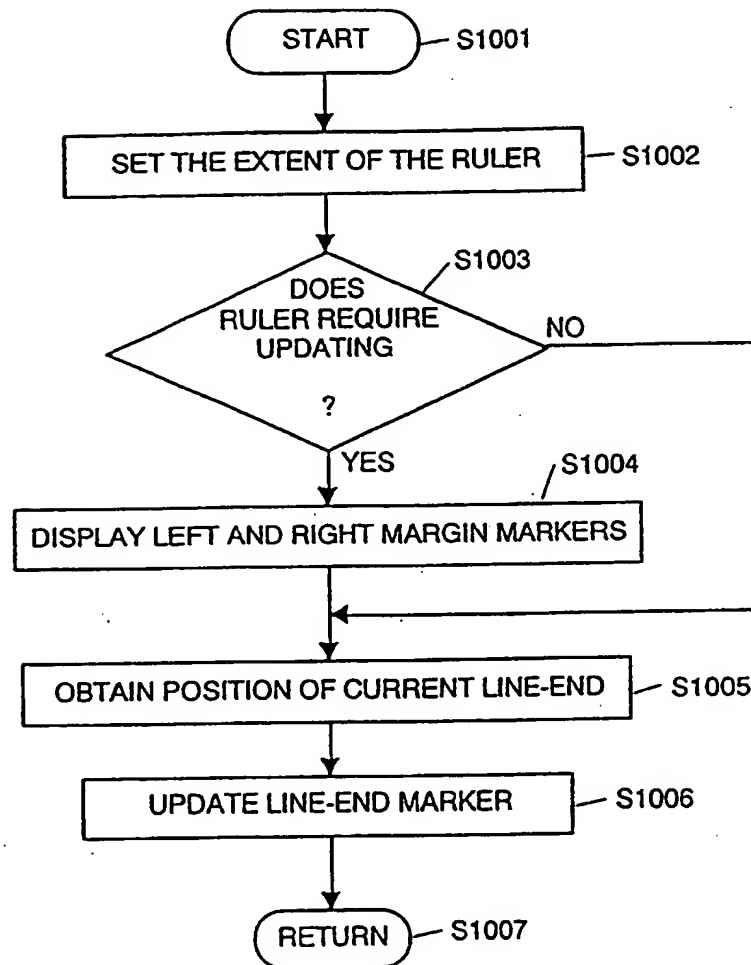 START
S1001
SET THE EXTENT OF THE RULER
S1002
S1003
DOES
RULER REQUIRE
UPDATING
?
NO
YES
S1004
DISPLAY LEFT AND RIGHT MARGIN MARKERS
OBTAIN POSITION OF CURRENT LINE-END
S1005
UPDATE LINE-END MARKER
S1006
RETURN
S1007